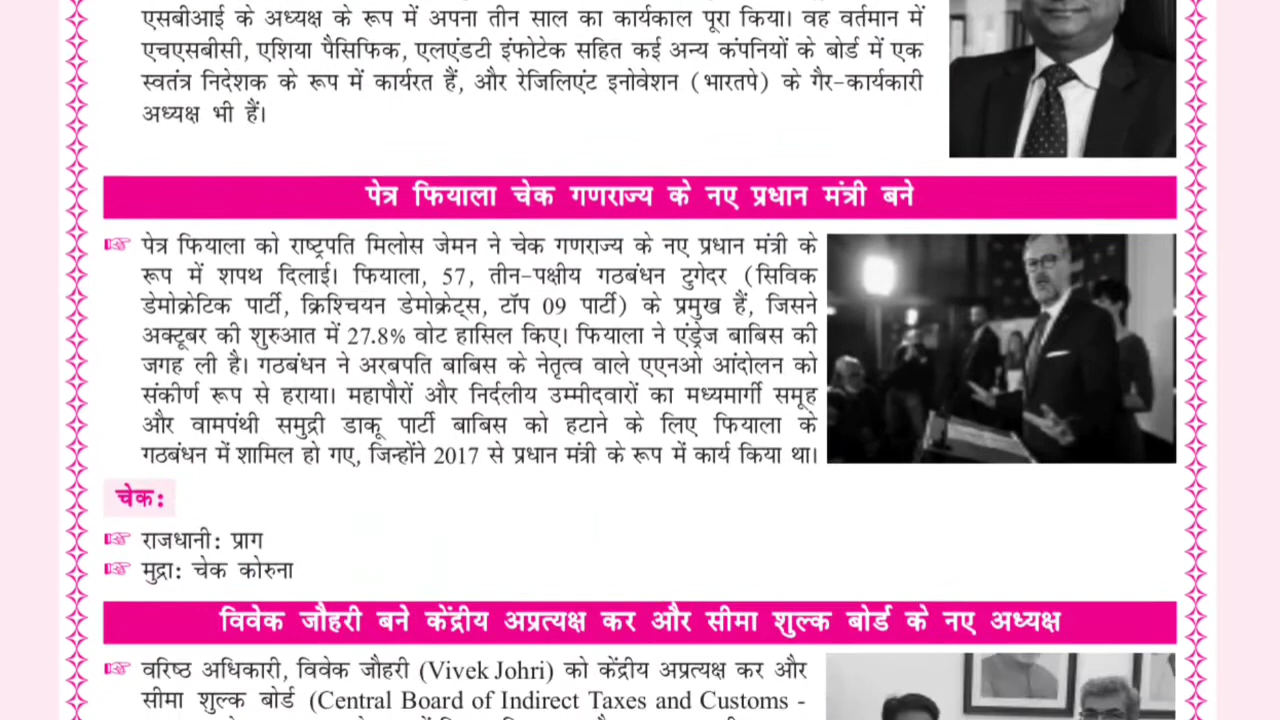 एसबीआई के अध्यक्ष के रूप में अपना तीन साल का कार्यकाल पूरा किया। वह वर्तमान में
एचएसबीसी, एशिया पैसिफिक, एलएंडटी इंफोटेक सहित कई अन्य कंपनियों के बोर्ड में एक
स्वतंत्र निदेशक के रूप में कार्यरत हैं, और रेजिलिएंट इनोवेशन (भारतपे) के गैर-कार्यकारी
अध्यक्ष भी हैं।
पेत्र फियाला चेक गणराज्य के नए प्रधान मंत्री बने
पेत्र फियाला को राष्ट्रपति मिलोस जेमन ने चेक गणराज्य के नए प्रधान मंत्री के
रूप में शपथ दिलाई। फियाला, 57, तीन-पक्षीय गठबंधन टुगेदर (सिविक
डेमोक्रेटिक पार्टी, क्रिश्चियन डेमोक्रेट्स, टॉप 09 पार्टी) के प्रमुख हैं, जिसने
अक्टूबर की शुरुआत में 27.8% वोट हासिल किए। फियाला ने एंड्रेज बाबिस की
जगह ली है। गठबंधन ने अरबपति बाबिस के नेतृत्व वाले एएनओ आंदोलन को
संकीर्ण रूप से हराया। महापौरों और निर्दलीय उम्मीदवारों का मध्यमार्गी समूह
और वामपंथी समुद्री डाकू पार्टी बाबिस को हटाने के लिए फियाला के
गठबंधन में शामिल हो गए, जिन्होंने 2017 से प्रधान मंत्री के रूप में कार्य किया था।
चेक:
राजधानी: प्राग
मुद्रा: चेक कोरुना
विवेक जौहरी बने केंद्रीय अप्रत्यक्ष कर और सीमा शुल्क बोर्ड के नए अध्यक्ष
वरिष्ठ अधिकारी, विवेक जौहरी (Vivek Johri) को केंद्रीय अप्रत्यक्ष कर और
सीमा शुल्क बोर्ड (Central Board of Indirect Taxes and Customs -